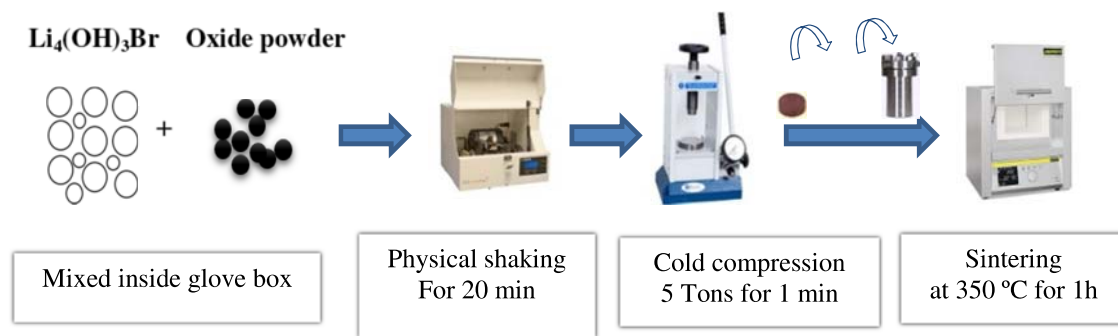 Li₄(OH)₃Br Oxide powder
+
Mixed inside glove box
Physical shaking
For 20 min
Cold compression
5 Tons for 1 min
Sintering
at 350 ºC for 1h